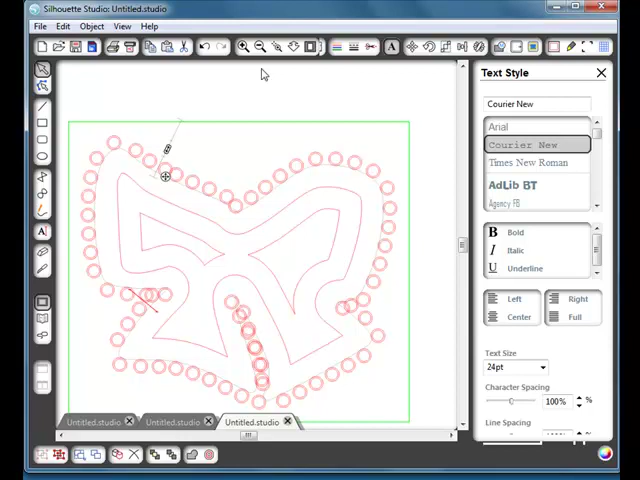 Silhouette Studio: Untitled.studio
File Edit Object View Help
Text Style
Courier New
Arial
Courier New
Times New Roman
AdLib BT
Agency FB
B Bold
I Italic
U Underline
Left Right
Center Full
Text Size
24pt
Character Spacing
100% %
Line Spacing
100% %
Untitled.studio Untitled.studio Untitled.studio